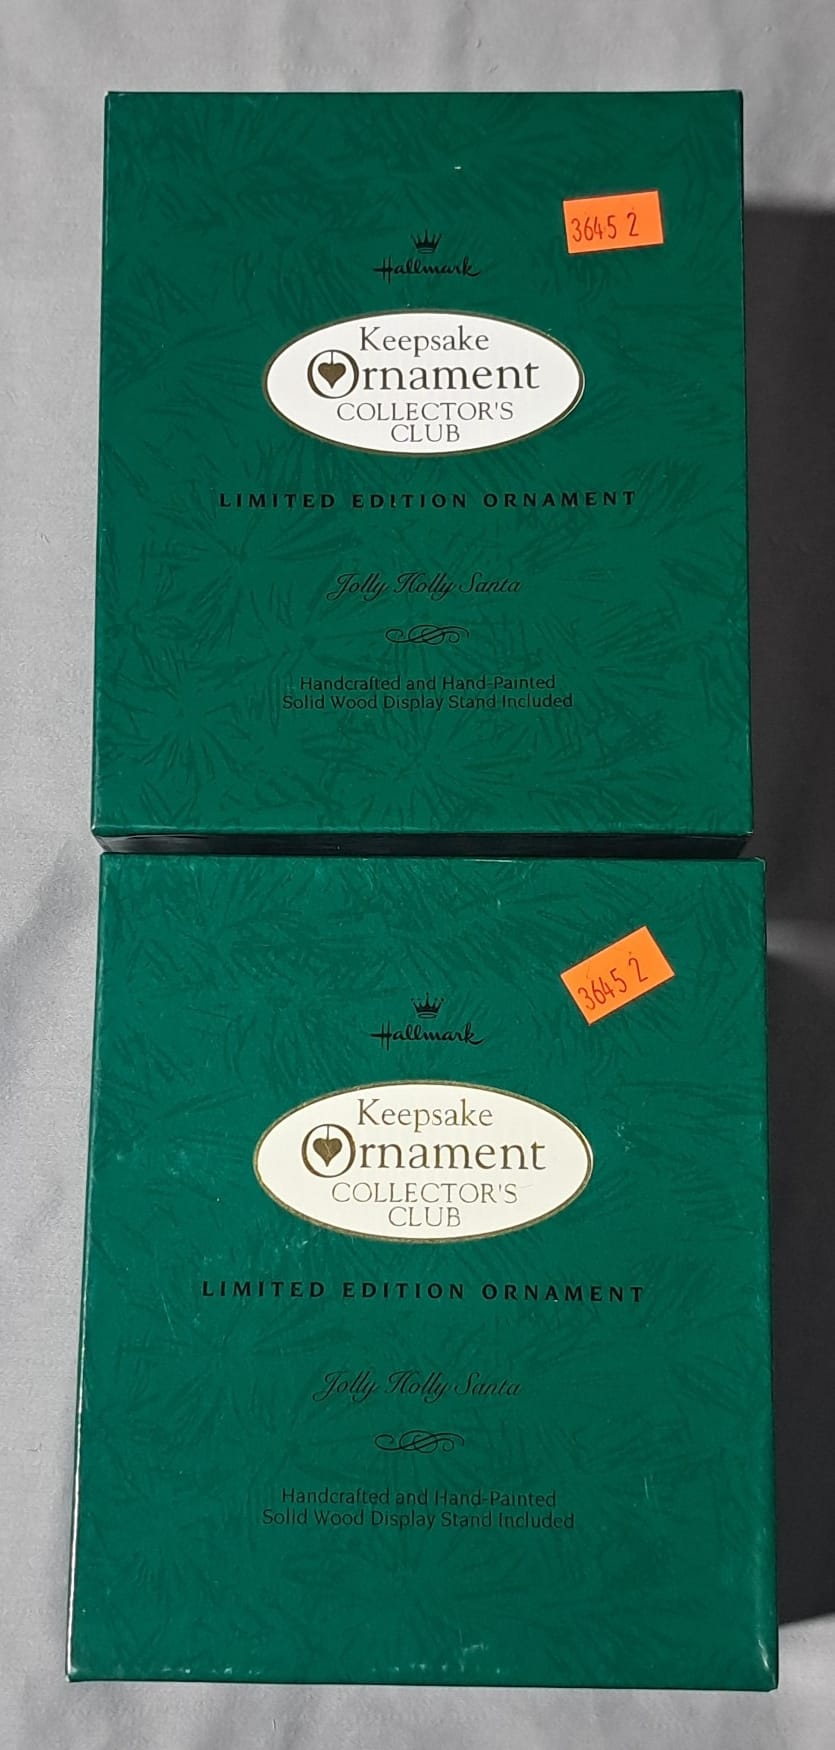 3645 2
Hallmark
Keepsake
Ornament
COLLECTOR'S
CLUB
LIMITED EDITION ORNAMENT
Jolly Holly Santa
Handcrafted and Hand-Painted
Solid Wood Display Stand Included
3645 2
Hallmark
Keepsake
Ornament
COLLECTOR'S
CLUB
LIMITED EDITION ORNAMENT
Jolly Holly Santa
Handcrafted and Hand-Painted
Solid Wood Display Stand Included